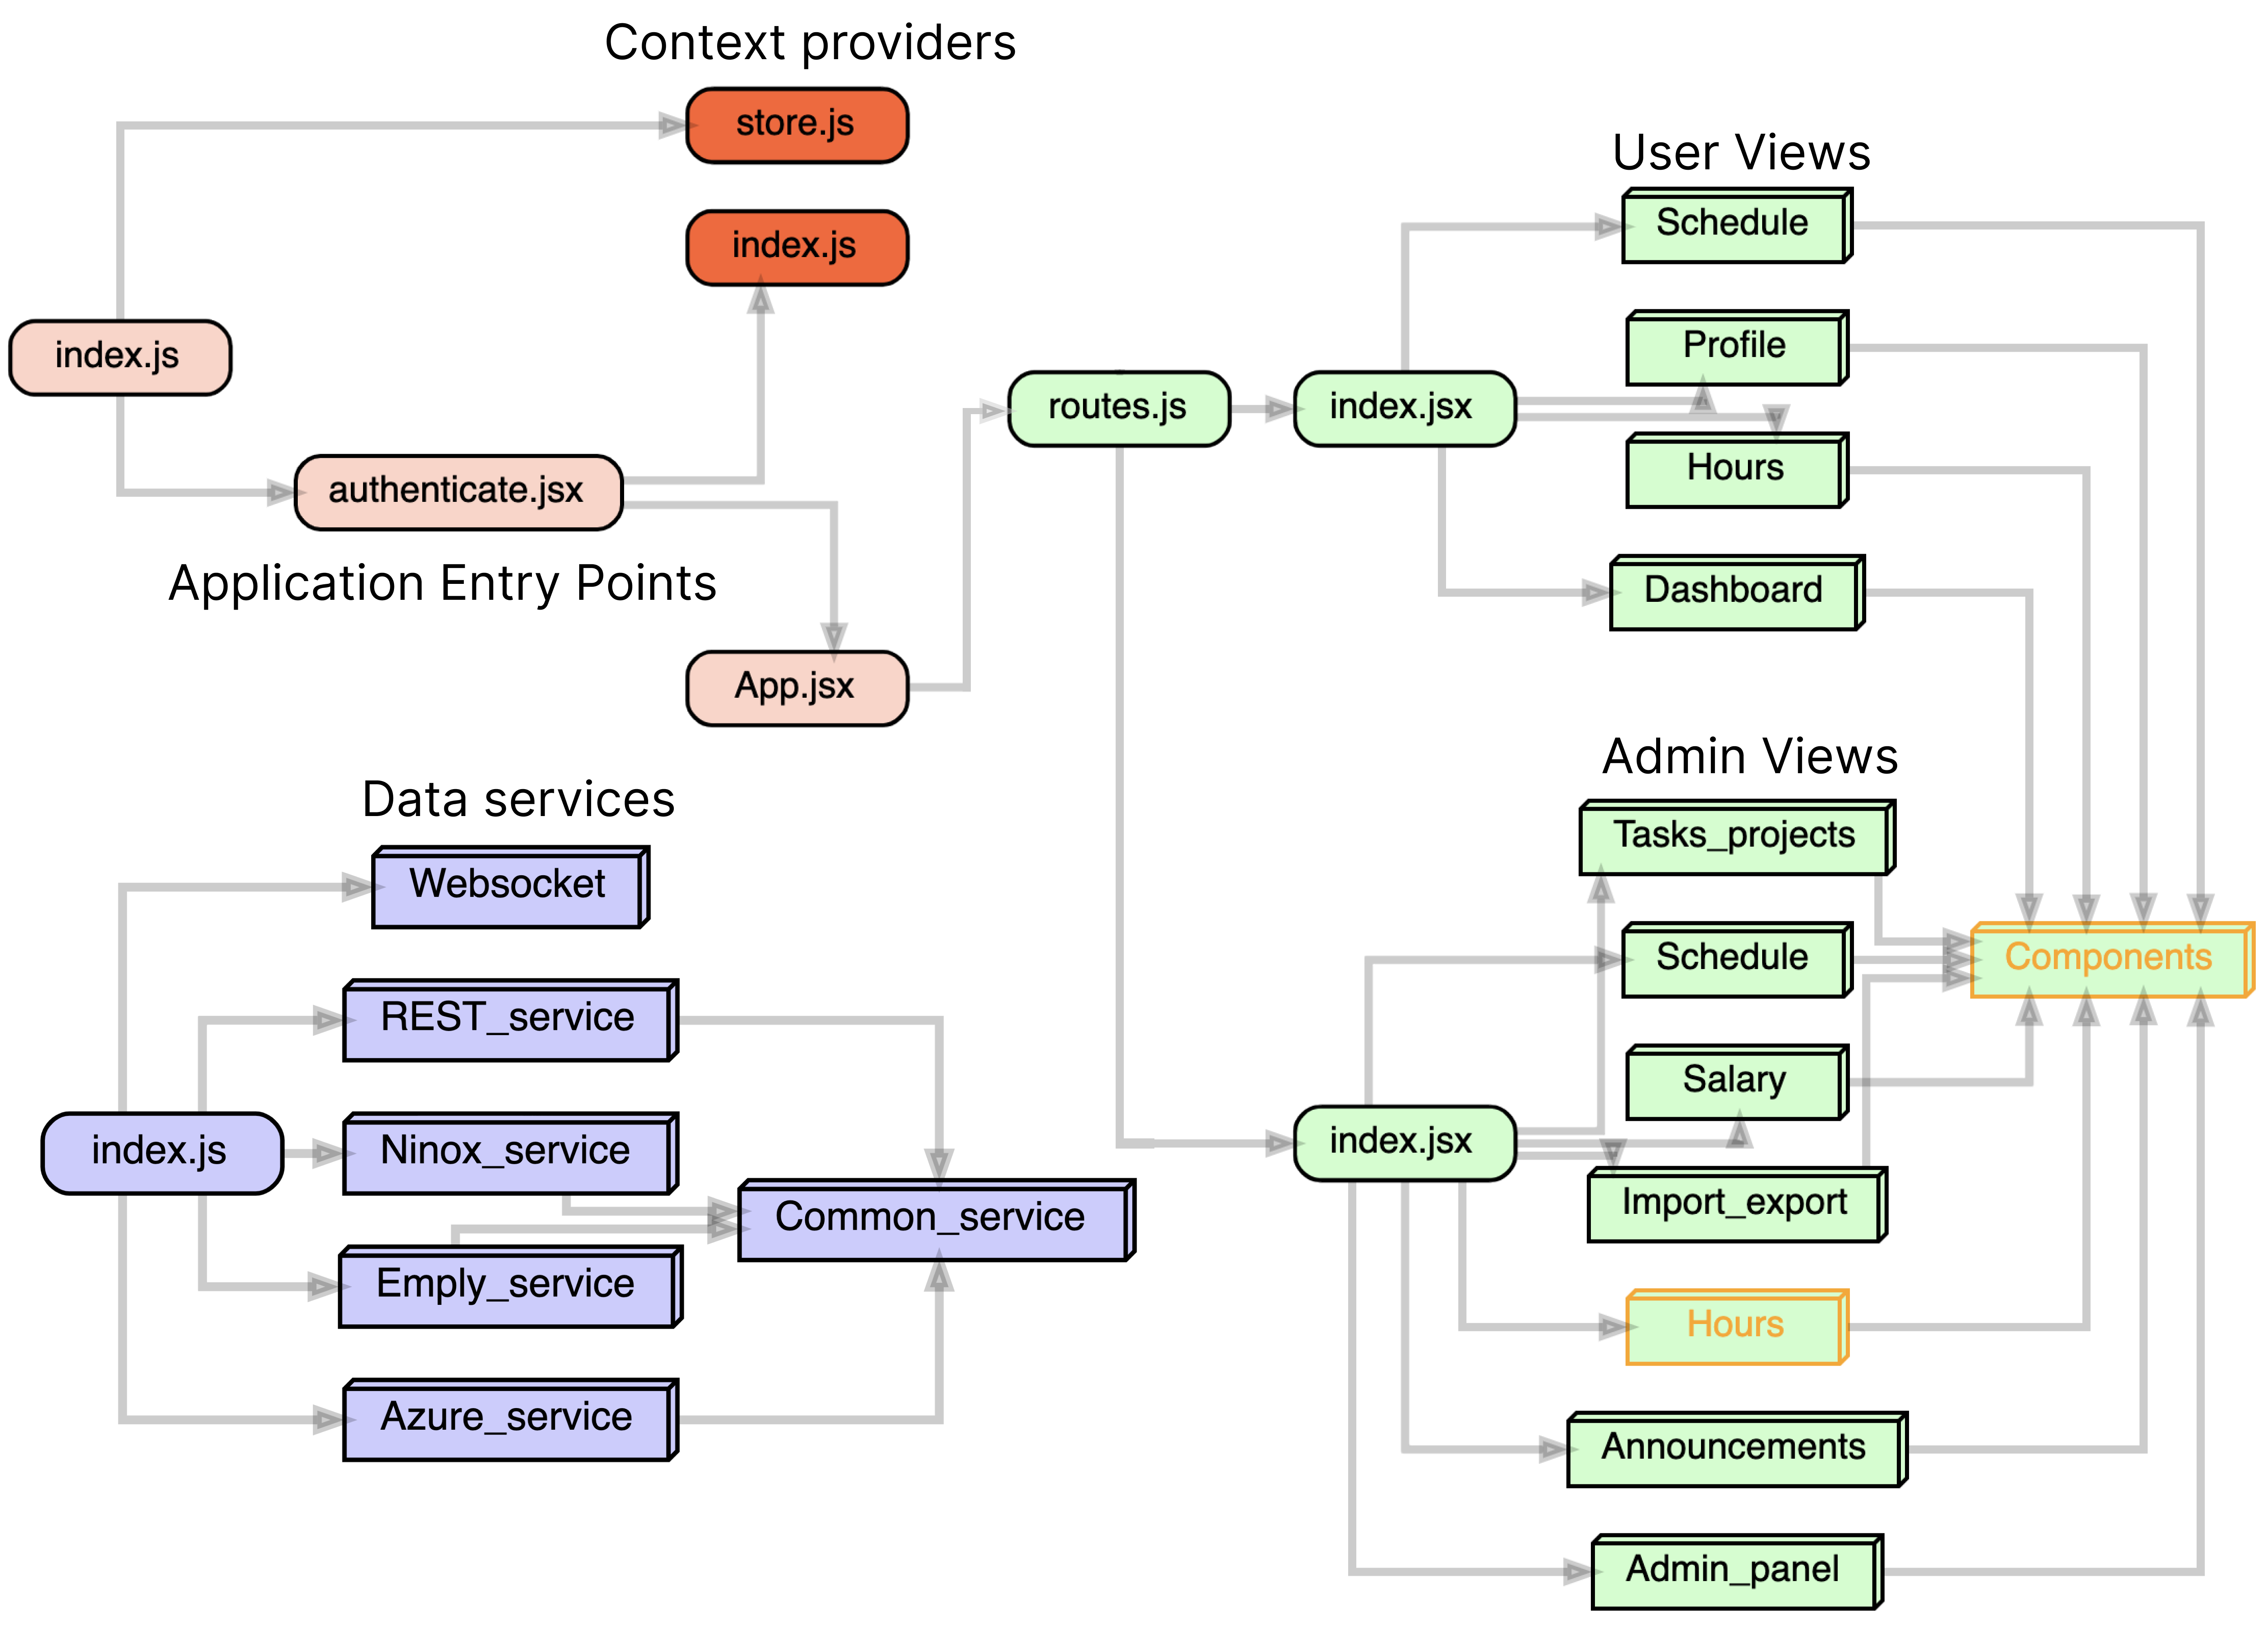 Context providers
store.js
index.js
index.js
authenticate.jsx
Application Entry Points
App.jsx
routes.js
index.jsx
User Views
Schedule
Profile
Hours
Dashboard
Data services
Websocket
REST_service
index.js
Ninox_service
Emply_service
Azure_service
Common_service
index.jsx
Admin Views
Tasks_projects
Schedule
Salary
Import_export
Hours
Announcements
Admin_panel
Components